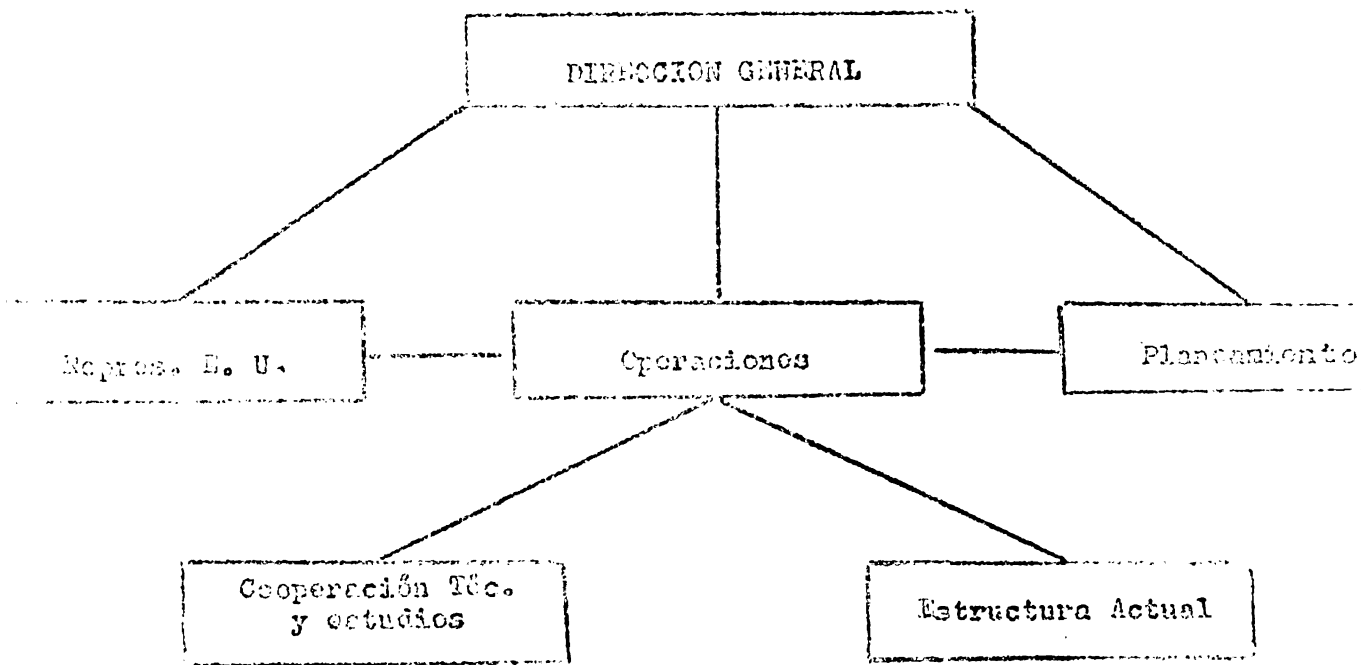 DIRECCION GENERAL
Repres. E. U.
Operaciones
Planeamiento
Cooperación Téc.
y estudios
Estructura Actual